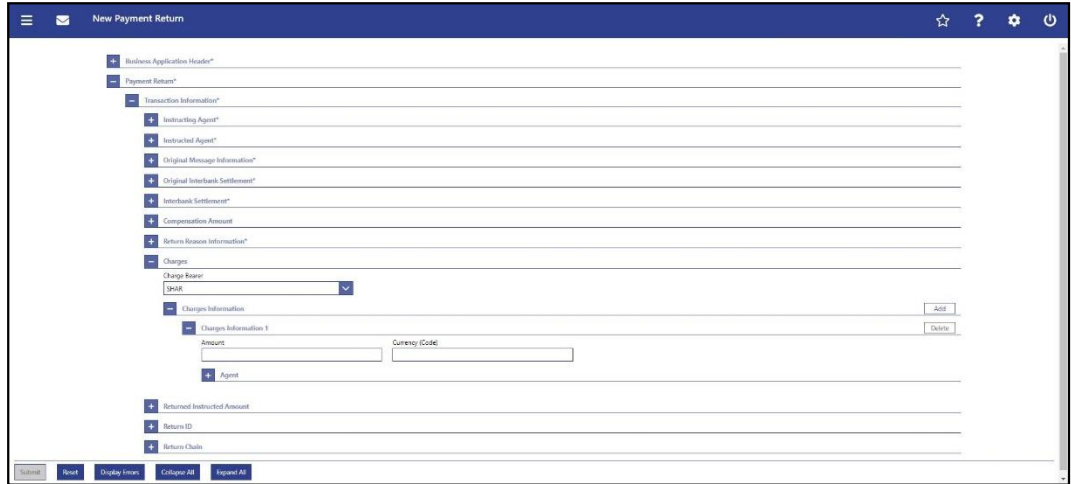 New Payment Return
Business Application Header*
Payment Return*
Transaction Information*
Instructing Agent*
Instructed Agent*
Original Message Information*
Original Interbank Settlement*
Interbank Settlement*
Compensation Amount
Return Reason Information*
Charges
Charge Bearer
SHAR
Charges Information Add
Charges Information 1 Delete
Amount Currency (Code)
Agent
Returned Instructed Amount
Return ID
Return Chain
Submit Reset Display Errors Collapse All Expand All